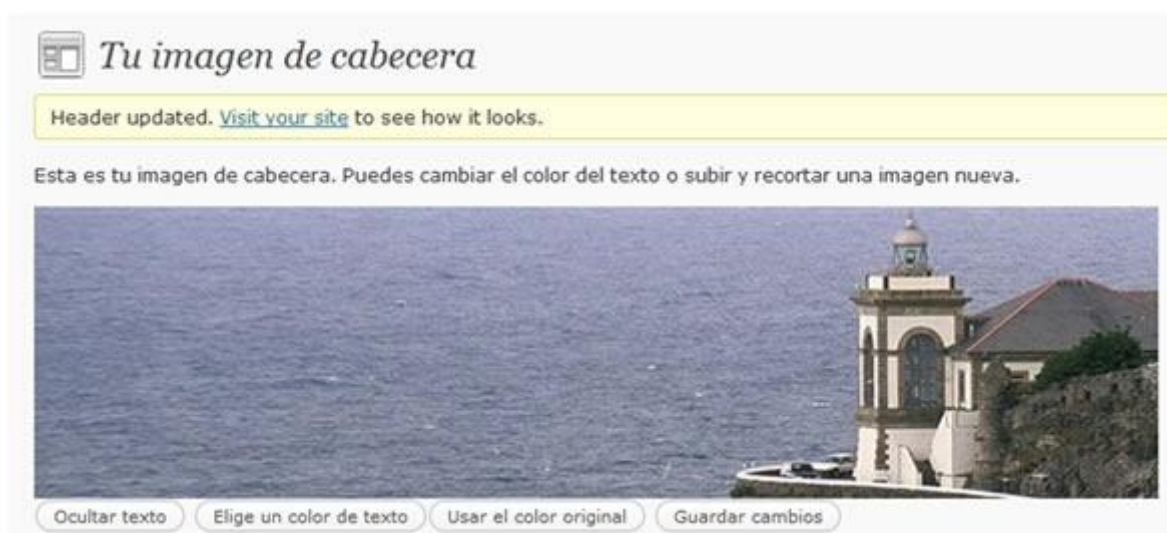 Tu imagen de cabecera
Header updated. Visit your site to see how it looks.
Esta es tu imagen de cabecera. Puedes cambiar el color del texto o subir y recortar una imagen nueva.
Ocultar texto Elige un color de texto Usar el color original Guardar cambios